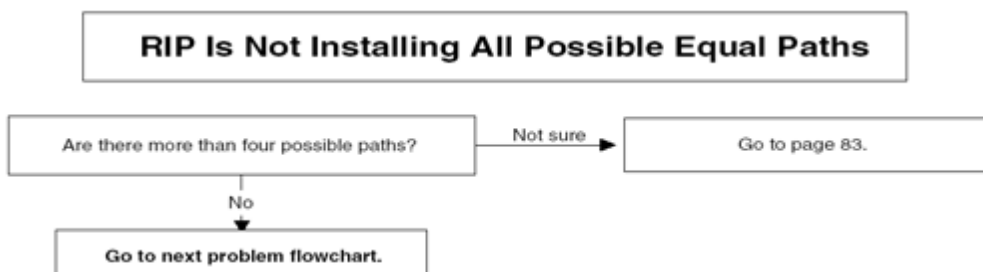 RIP Is Not Installing All Possible Equal Paths
Are there more than four possible paths?
Not sure
Go to page 83.
No
Go to next problem flowchart.